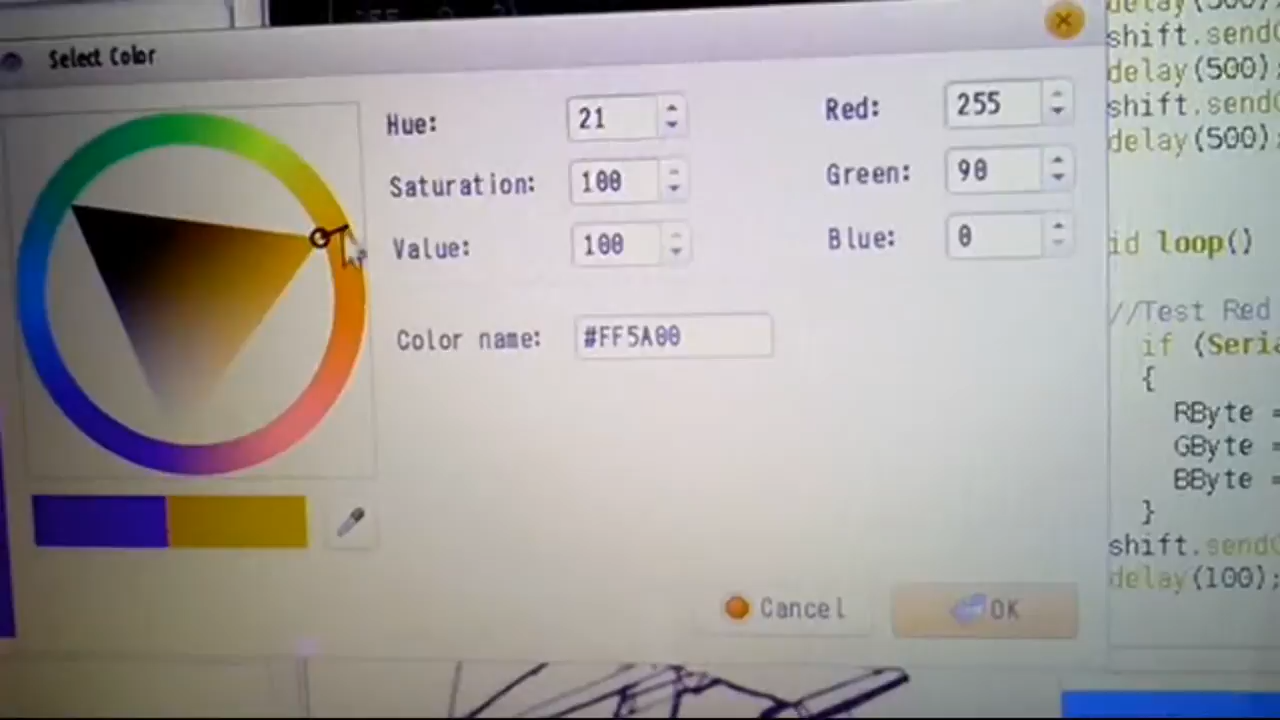 Select Color
Hue: 21
Saturation: 100
Value: 100
Color name: #FF5A00
Red: 255
Green: 90
Blue: 0
Cancel
OK
shift.send
delay(500);
shift.send
delay(500);
loop()
//Test Red
if
{
RByte =
GByte =
BByte =
}
shift.send
delay(100);